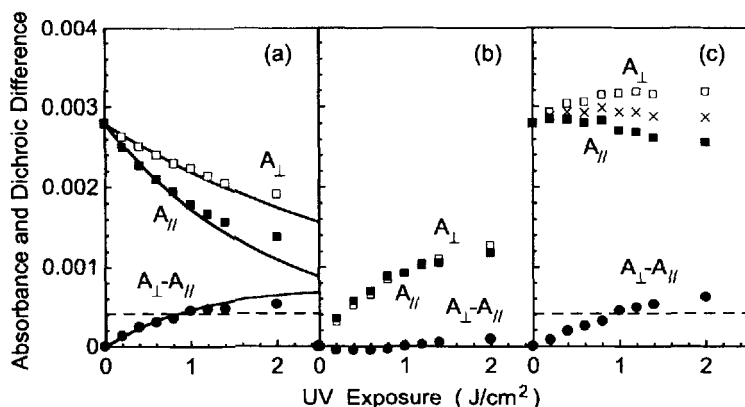 Absorbance and Dichroic Difference
0.004
0.003
0.002
0.001
0
(a)
A⊥
A//
A⊥-A//
(b)
A⊥
A//
A⊥-A//
(c)
A⊥
A//
A⊥-A//
0 1 2 0 1 2 0 1 2
UV Exposure ( J/cm²)